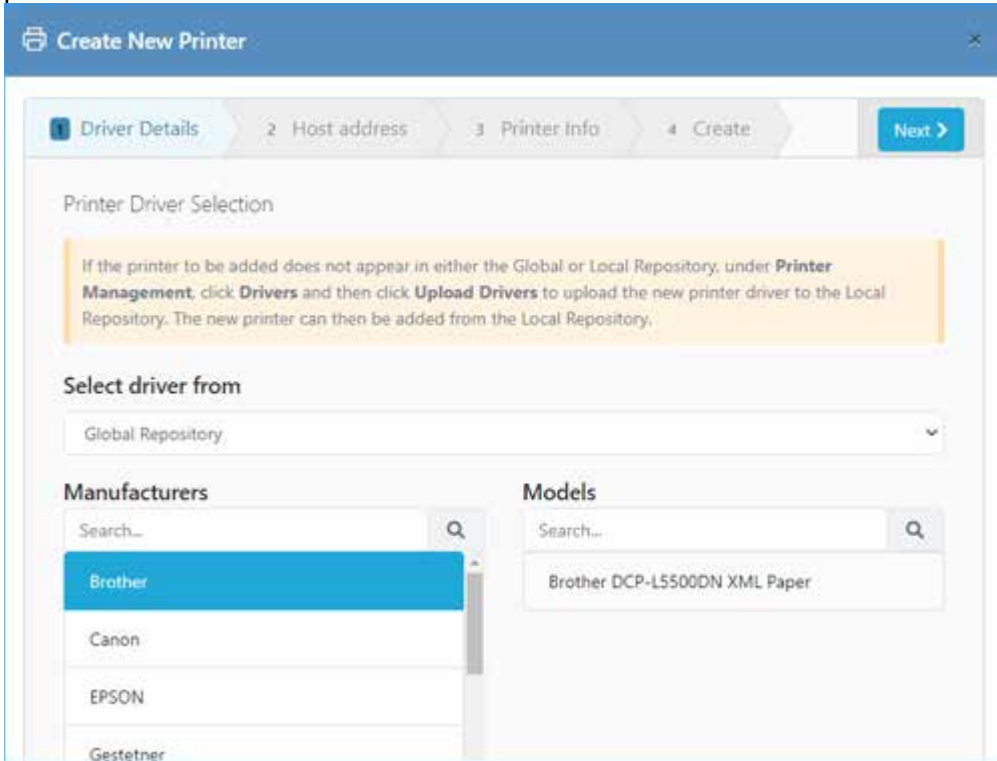 Create New Printer ×
1 Driver Details 2 Host address 3 Printer Info 4 Create Next
Printer Driver Selection
If the printer to be added does not appear in either the Global or Local Repository, under Printer
Management, click Drivers and then click Upload Drivers to upload the new printer driver to the Local
Repository. The new printer can then be added from the Local Repository.
Select driver from
Global Repository
Manufacturers Models
Search... Search...
Brother Brother DCP-L5500DN XML Paper
Canon
EPSON
Gestetner